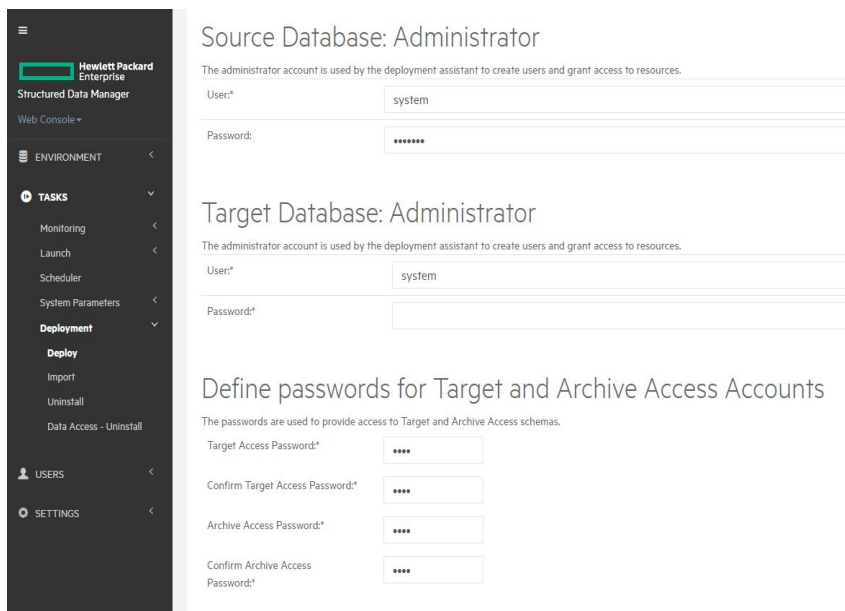 Hewlett Packard
Enterprise
Structured Data Manager
Web Console
ENVIRONMENT
TASKS
Monitoring
Launch
Scheduler
System Parameters
Deployment
Deploy
Import
Uninstall
Data Access - Uninstall
USERS
SETTINGS
Source Database: Administrator
The administrator account is used by the deployment assistant to create users and grant access to resources.
User:* system
Password: •••••••
Target Database: Administrator
The administrator account is used by the deployment assistant to create users and grant access to resources.
User:* system
Password:*
Define passwords for Target and Archive Access Accounts
The passwords are used to provide access to Target and Archive Access schemas.
Target Access Password:* ••••
Confirm Target Access Password:* ••••
Archive Access Password:* ••••
Confirm Archive Access ••••
Password:*